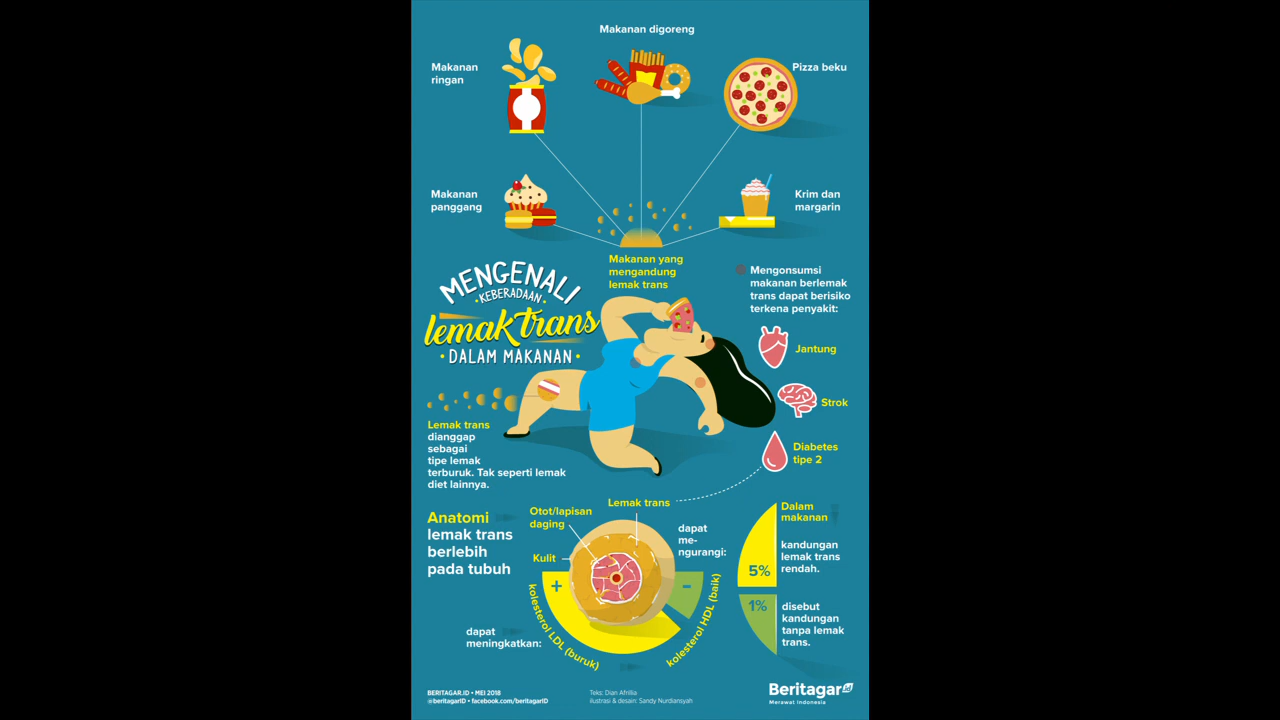 Makanan digoreng
Makanan
ringan
Pizza beku
Makanan
panggang
Krim dan
margarin
Makanan yang
mengandung
lemak trans
MENGENALI
KEBERADAAN
lemak trans
DALAM MAKANAN
Mengonsumsi
makanan berlemak
trans dapat berisiko
terkena penyakit:
Jantung
Strok
Diabetes
tipe 2
Lemak trans
dianggap
sebagai
tipe lemak
terburuk. Tak seperti lemak
diet lainnya.
Anatomi
lemak trans
berlebih
pada tubuh
Otot/lapisan
daging
Lemak trans
Kulit
dapat
me-
ngurangi:
+
-
kolesterol LDL (buruk)
kolesterol HDL (baik)
dapat
meningkatkan:
Dalam
makanan
kandungan
lemak trans
rendah.
5%
1%
disebut
kandungan
tanpa lemak
trans.
BERITAGAR.ID • MEI 2018
@beritagarID • facebook.com/beritagarID
Teks: Dian Afrillia
Ilustrasi & desain: Sandy Nurdiansyah
Beritagar id
Merawat Indonesia